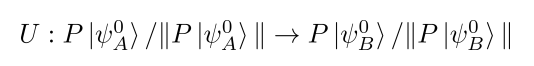 U : P |ψ_A^0⟩ / ‖P |ψ_A^0⟩ ‖ → P |ψ_B^0⟩ / ‖P |ψ_B^0⟩ ‖